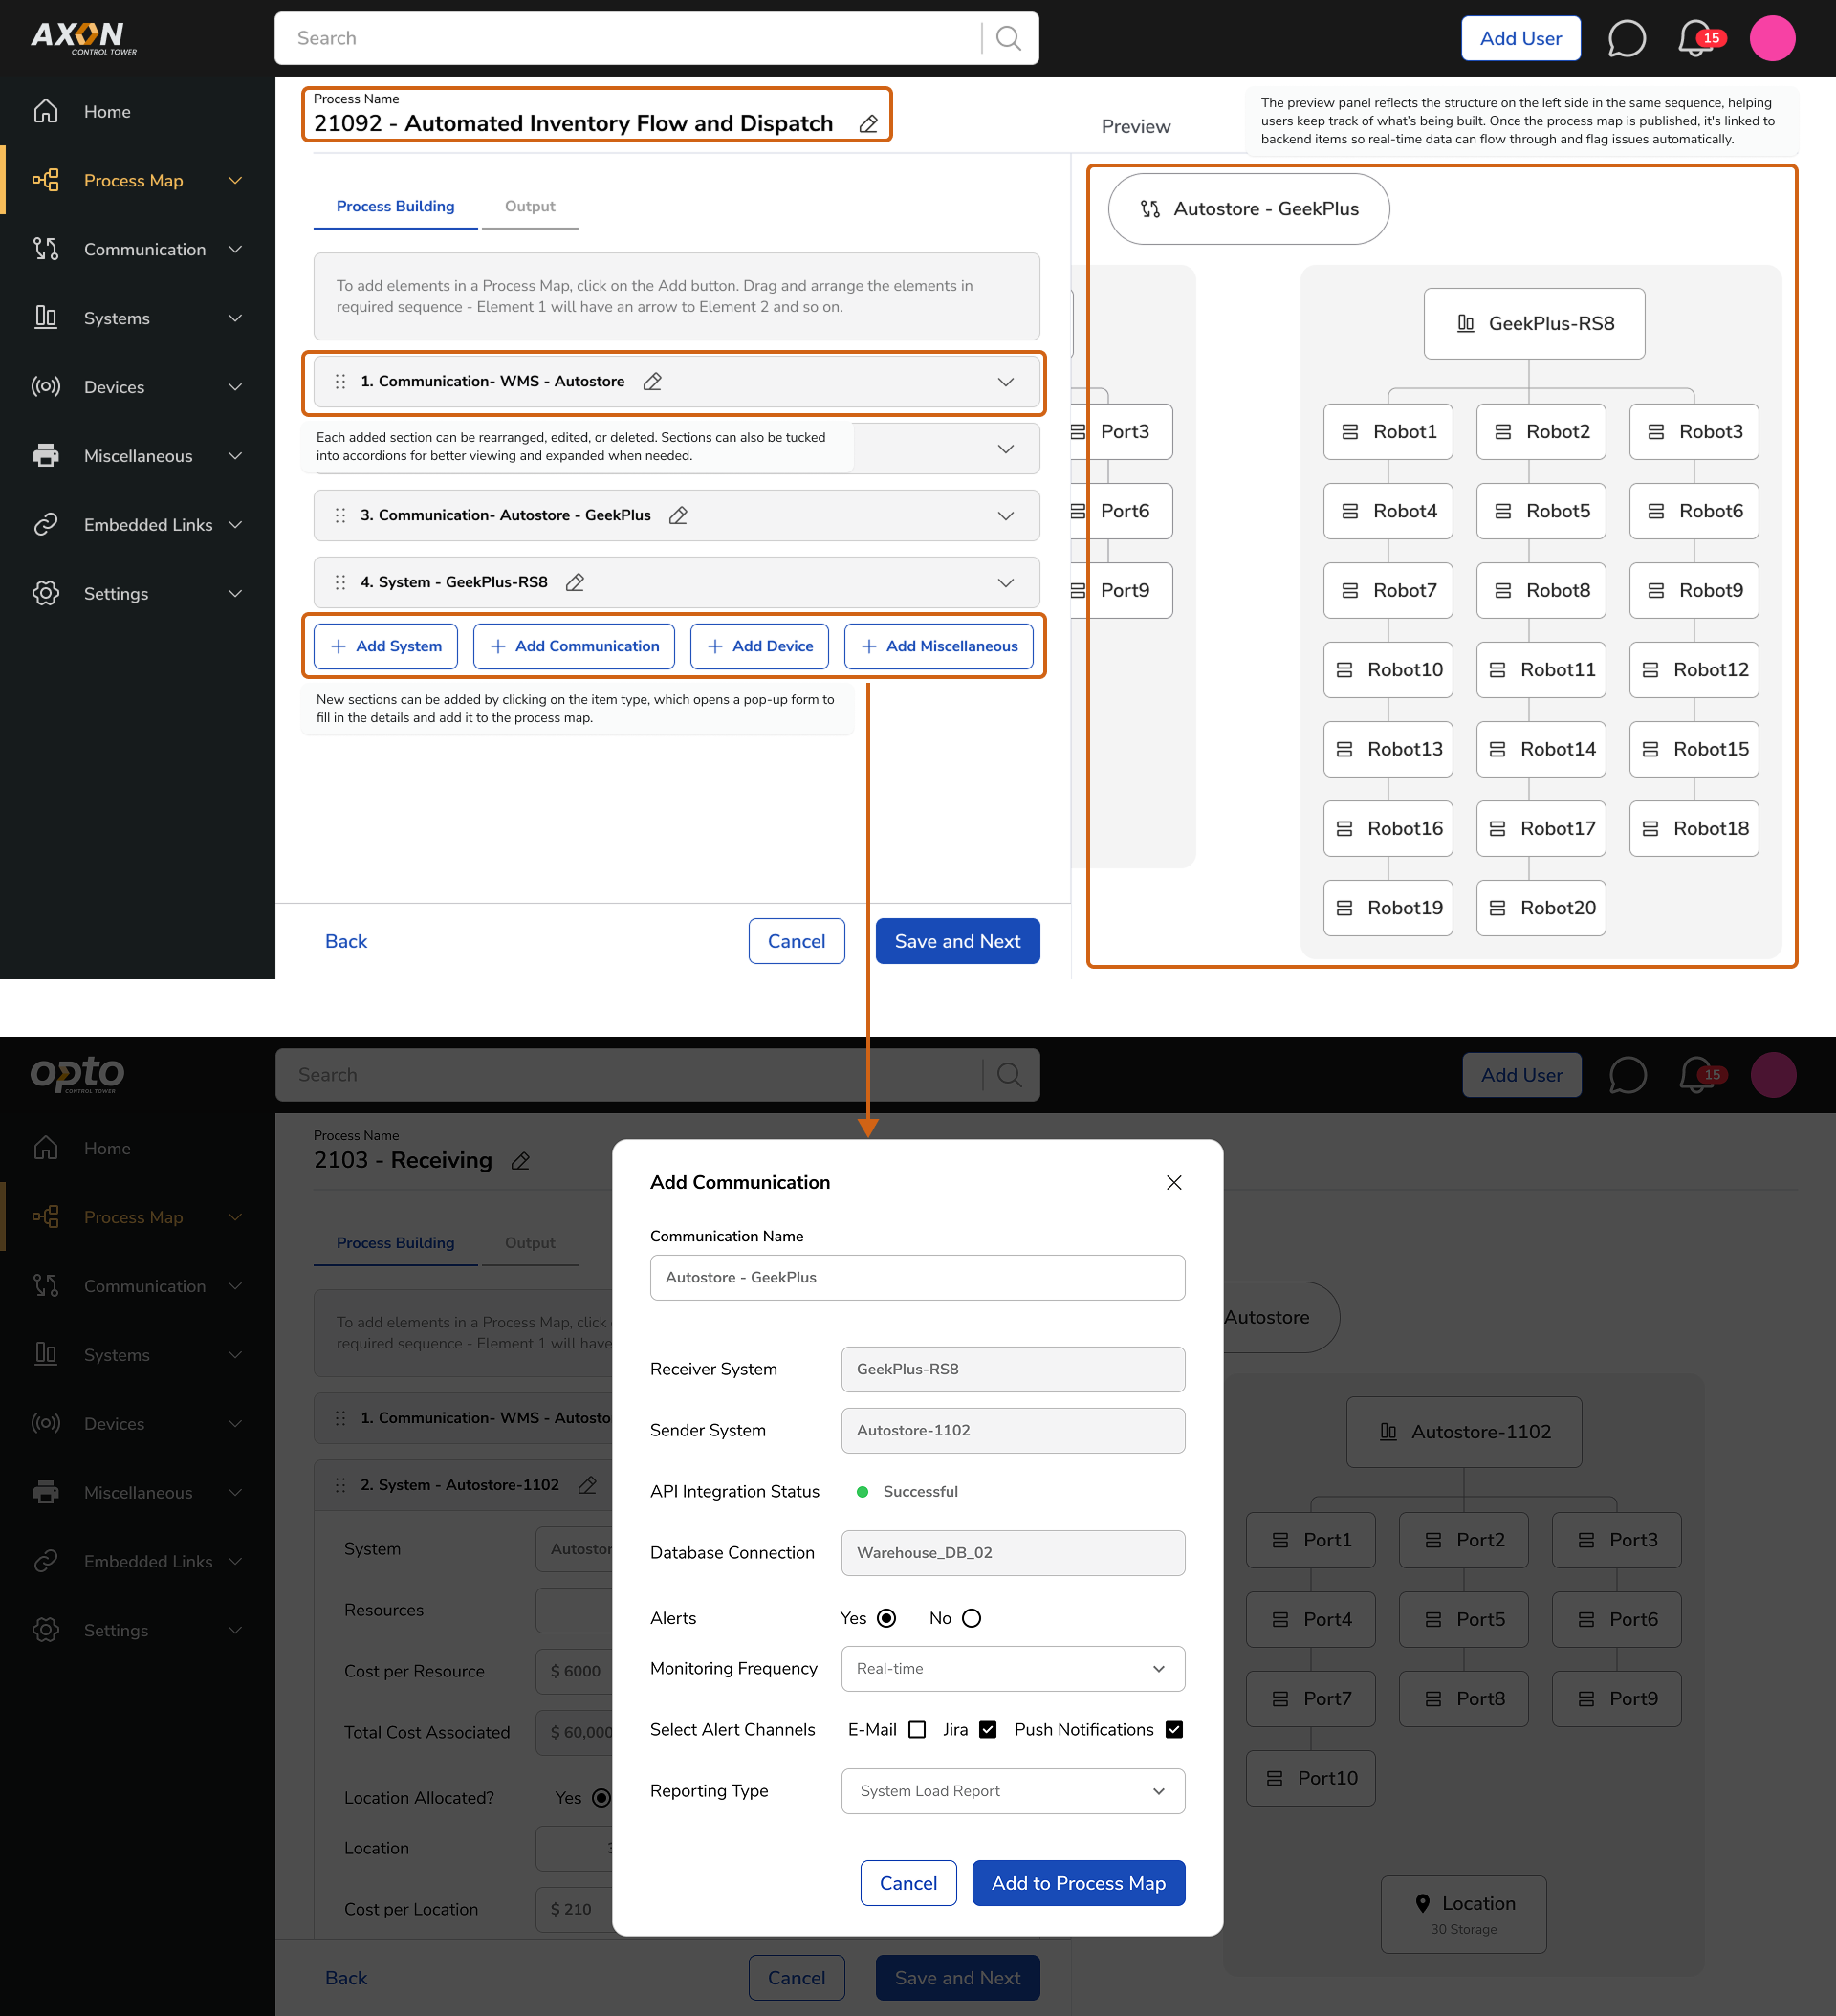 AXON
CONTROL TOWER
Search
Add User
15
Home
Process Map
Communication
Systems
Devices
Miscellaneous
Embedded Links
Settings
Process Name
21092 - Automated Inventory Flow and Dispatch
Process Building
Output
To add elements in a Process Map, click on the Add button. Drag and arrange the elements in
required sequence - Element 1 will have an arrow to Element 2 and so on.
1. Communication- WMS - Autostore
Each added section can be rearranged, edited, or deleted. Sections can also be tucked
into accordions for better viewing and expanded when needed.
3. Communication- Autostore - GeekPlus
4. System - GeekPlus-RS8
Add System
Add Communication
Add Device
Add Miscellaneous
New sections can be added by clicking on the item type, which opens a pop-up form to
fill in the details and add it to the process map.
Back
Cancel
Save and Next
Preview
The preview panel reflects the structure on the left side in the same sequence, helping
users keep track of what's being built. Once the process map is published, it's linked to
backend items so real-time data can flow through and flag issues automatically.
Autostore - GeekPlus
Port3
Port6
Port9
GeekPlus-RS8
Robot1
Robot2
Robot3
Robot4
Robot5
Robot6
Robot7
Robot8
Robot9
Robot10
Robot11
Robot12
Robot13
Robot14
Robot15
Robot16
Robot17
Robot18
Robot19
Robot20
opto
CONTROL TOWER
Search
Add User
15
Home
Process Map
Communication
Systems
Devices
Miscellaneous
Embedded Links
Settings
Process Name
2103 - Receiving
Process Building
Output
To add elements in a Process Map, click
required sequence - Element 1 will have
1. Communication- WMS - Autosto
2. System - Autostore-1102
System
Autostor
Resources
Cost per Resource
$ 6000
Total Cost Associated
$ 60,000
Location Allocated?
Yes
Location
Cost per Location
$ 210
Back
Cancel
Save and Next
Add Communication
Communication Name
Autostore - GeekPlus
Receiver System
GeekPlus-RS8
Sender System
Autostore-1102
API Integration Status
Successful
Database Connection
Warehouse_DB_02
Alerts
Yes
No
Monitoring Frequency
Real-time
Select Alert Channels
E-Mail
Jira
Push Notifications
Reporting Type
System Load Report
Cancel
Add to Process Map
Autostore
Autostore-1102
Port1
Port2
Port3
Port4
Port5
Port6
Port7
Port8
Port9
Port10
Location
30 Storage